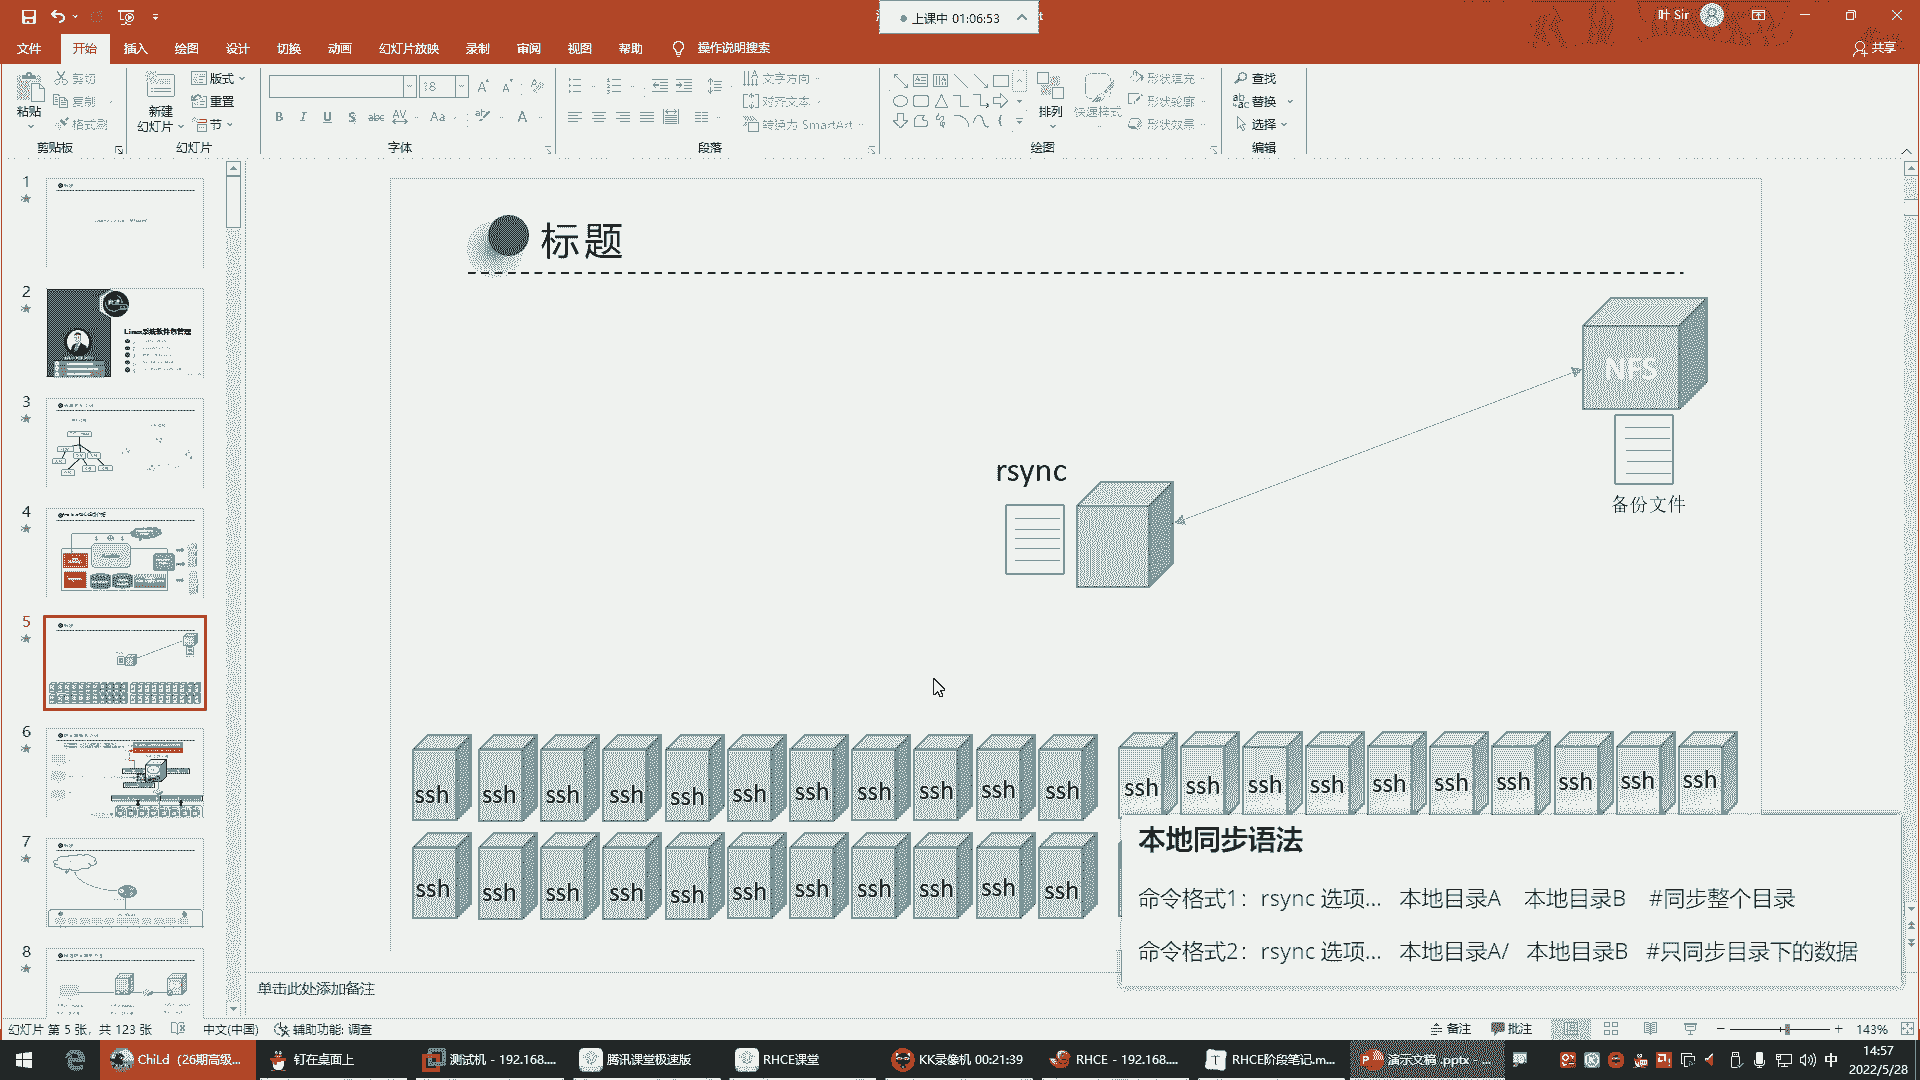 上课中 01:06:53
叶 Sir
文件 开始 插入 绘图 设计 切换 动画 幻灯片放映 录制 审阅 视图 帮助 操作说明搜索 共享
粘贴
剪切
复制
格式刷
剪贴板
新建
幻灯片
版式
重置
节
幻灯片
18
字体
文字方向
对齐文本
转换为 SmartArt
段落
排列
快速样式
形状填充
形状轮廓
形状效果
绘图
查找
替换
选择
编辑
1
2
3
4
5
6
7
8
标题
NFS
备份文件
rsync
ssh ssh ssh ssh ssh ssh ssh ssh ssh ssh ssh ssh ssh ssh ssh ssh ssh ssh ssh ssh ssh
ssh ssh ssh ssh ssh ssh ssh ssh ssh ssh ssh
本地同步语法
命令格式1：rsync 选项... 本地目录A 本地目录B #同步整个目录
命令格式2：rsync 选项... 本地目录A/ 本地目录B #只同步目录下的数据
单击此处添加备注
幻灯片 第 5 张，共 123 张 中文(中国) 辅助功能: 调查 备注 批注 143%
ChiLd（26期高级... 钉在桌面上 测试机 - 192.168.... 腾讯课堂极速版 RHCE课堂 KK录像机 00:21:39 RHCE - 192.168.... RHCE阶段笔记.m... 演示文稿 .pptx - ... 中
14:57
2022/5/28